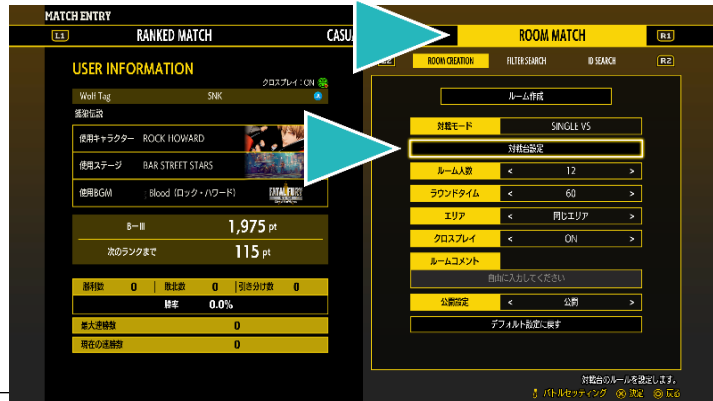 MATCH ENTRY
L1 RANKED MATCH CASU ROOM MATCH R1
ROOM CREATION FILTER SEARCH ID SEARCH R2
USER INFORMATION
クロスプレイ：ON
Wolf Tag SNK
餓狼伝説
使用キャラクター ROCK HOWARD
使用ステージ BAR STREET STARS
使用BGM Blood（ロック・ハワード）
FATAL FURY
B－III 1,975 pt
次のランクまで 115 pt
勝利数 0 敗北数 0 引き分け数 0
勝率 0.0%
最大連勝数 0
現在の連勝数 0
ルーム作成
対戦モード SINGLE VS
対戦台設定
ルーム人数 < 12 >
ラウンドタイム < 60 >
エリア < 同じエリア >
クロスプレイ < ON >
ルームコメント
自由に入力してください
公開設定 < 公開 >
デフォルト設定に戻す
対戦台のルールを設定します。
バトルセッティング 決定 戻る